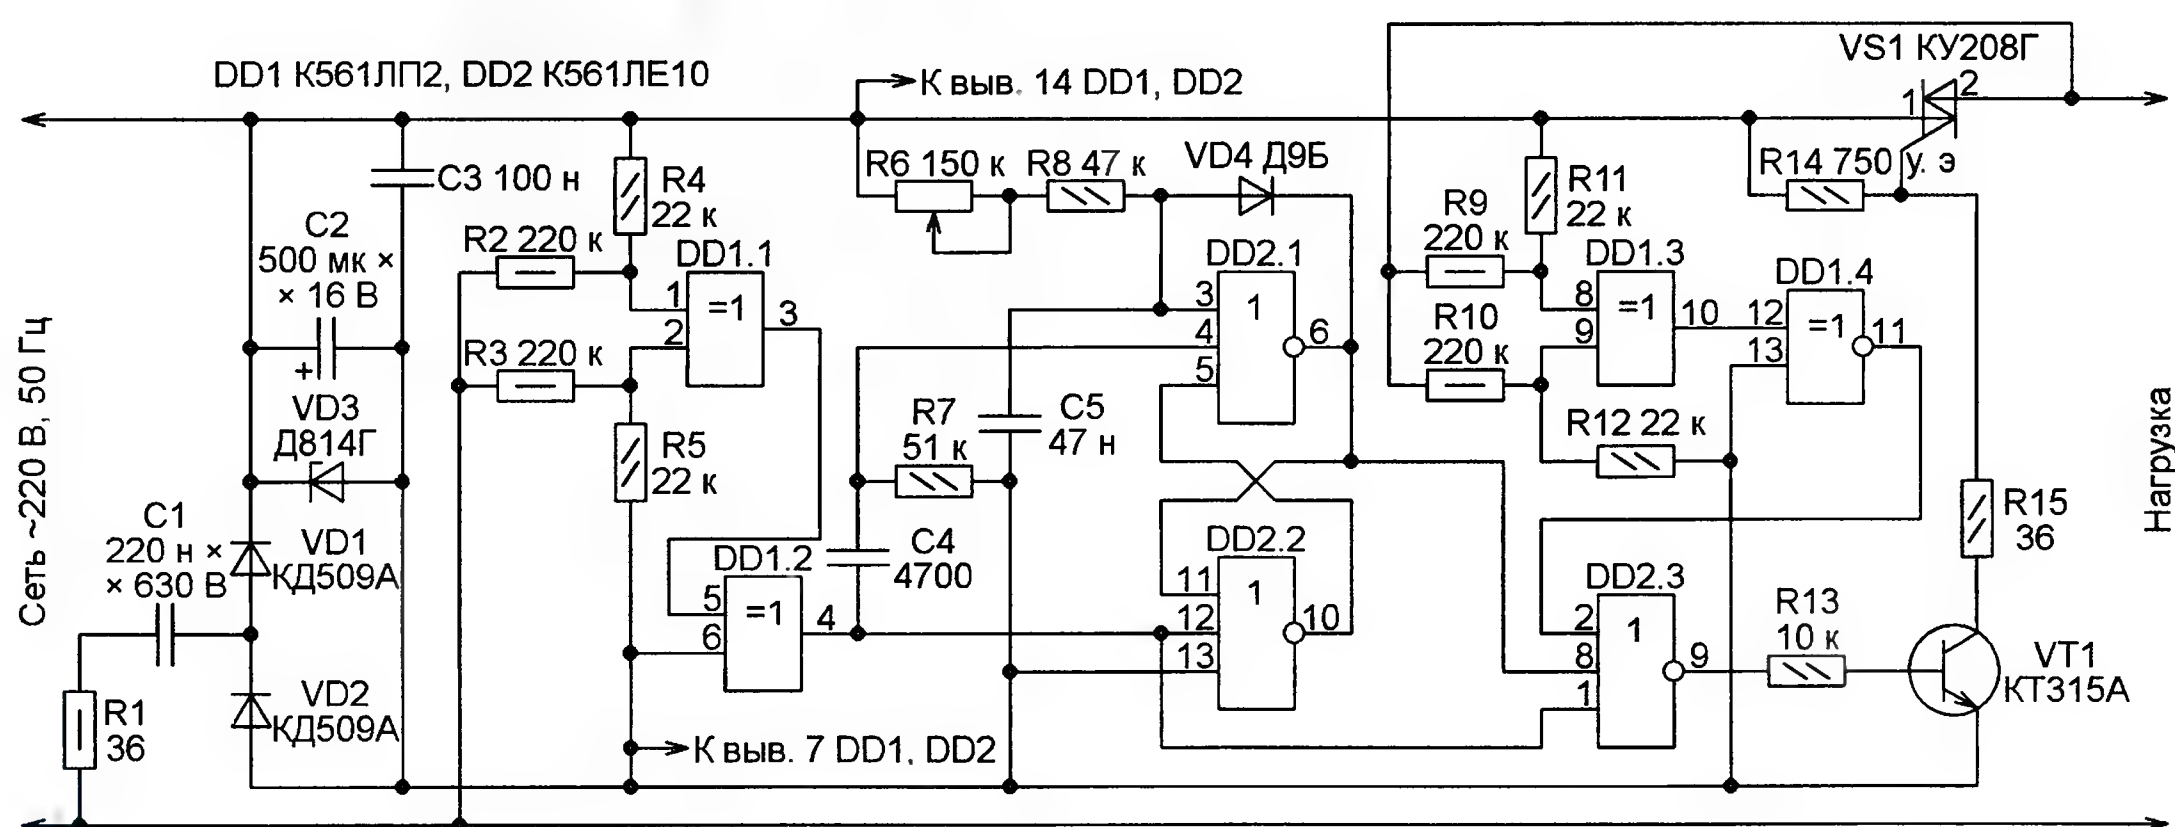 VS1 КУ208Г
DD1 К561ЛП2, DD2 К561ЛЕ10
К выв. 14 DD1, DD2
1
2
С3 100 н
R4
22 к
R6 150 к
R8 47 к
VD4 Д9Б
R11
22 к
R14 750
у. э
С2
500 мк ×
× 16 В
+
R2 220 к
DD1.1
1
=1
3
2
R3 220 к
DD2.1
3
1
4
6
5
R9
220 к
DD1.3
8
=1
10
9
R10
220 к
DD1.4
12
=1
11
13
VD3
Д814Г
R5
22 к
R7
51 к
С5
47 н
R12 22 к
Сеть ~220 В, 50 Гц
Нагрузка
С1
220 н ×
× 630 В
VD1
КД509А
DD1.2
5
=1
4
6
С4
4700
DD2.2
11
1
12
10
13
DD2.3
2
1
8
9
1
R13
10 к
R15
36
VT1
КТ315А
R1
36
VD2
КД509А
К выв. 7 DD1, DD2